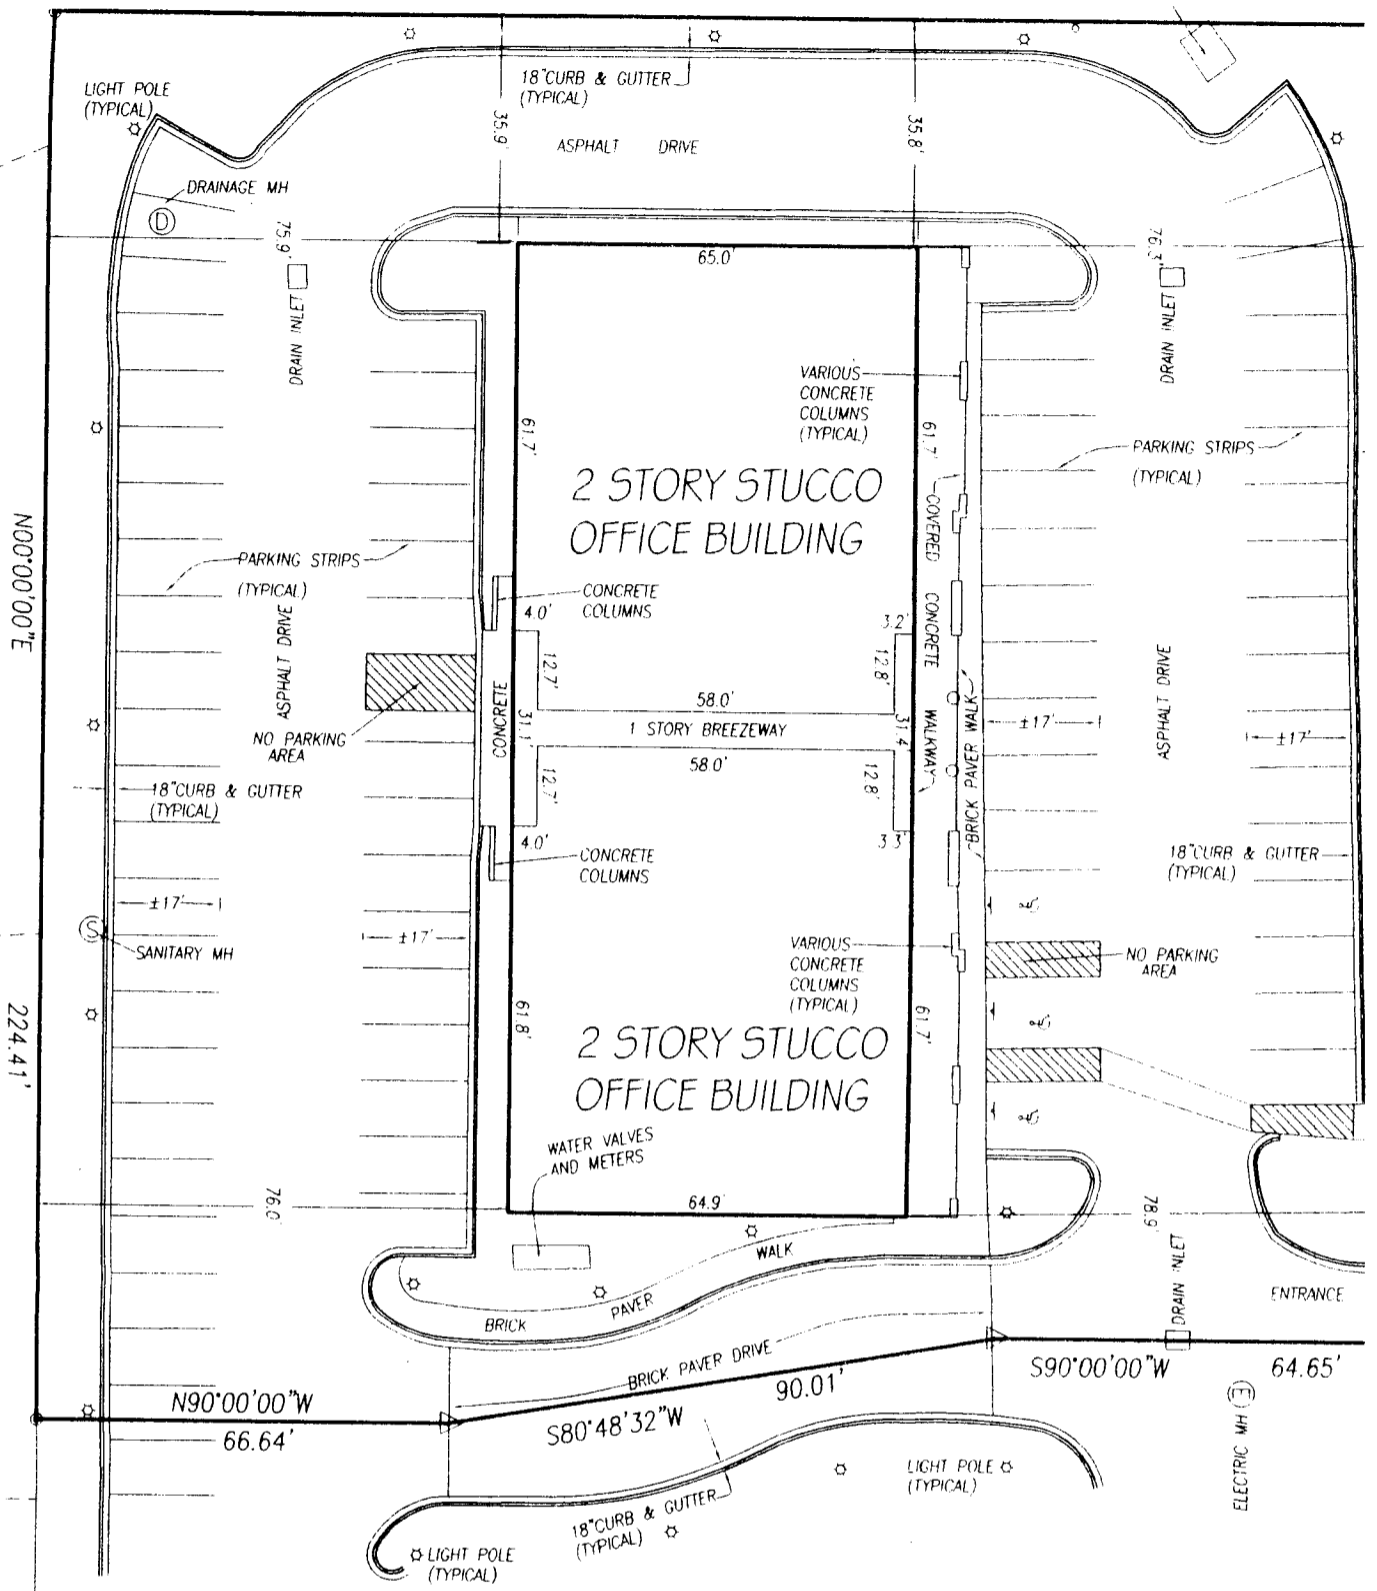 LIGHT POLE
(TYPICAL)
18"CURB & GUTTER
(TYPICAL)
35.9'
35.8'
ASPHALT DRIVE
DRAINAGE MH
D
75.9'
DRAIN INLET
65.0'
76.3'
DRAIN INLET
VARIOUS
CONCRETE
COLUMNS
(TYPICAL)
61.7'
61.7'
PARKING STRIPS
(TYPICAL)
2 STORY STUCCO
OFFICE BUILDING
COVERED CONCRETE WALKWAY
N00°00'00"E
224.41'
PARKING STRIPS
(TYPICAL)
ASPHALT DRIVE
CONCRETE
COLUMNS
4.0'
3.2'
12.7'
12.8'
NO PARKING
AREA
CONCRETE
31.1'
58.0'
1 STORY BREEZEWAY
58.0'
31.4'
BRICK PAVER WALK
±17'
ASPHALT DRIVE
±17'
18"CURB & GUTTER
(TYPICAL)
12.7'
12.8'
4.0'
3.3'
CONCRETE
COLUMNS
18"CURB & GUTTER
(TYPICAL)
±17'
S
SANITARY MH
±17'
VARIOUS
CONCRETE
COLUMNS
(TYPICAL)
NO PARKING
AREA
61.8'
61.7'
2 STORY STUCCO
OFFICE BUILDING
WATER VALVES
AND METERS
76.0'
64.9'
78.9'
DRAIN INLET
WALK
PAVER
BRICK
ENTRANCE
BRICK PAVER DRIVE
N90°00'00"W
66.64'
S80°48'32"W
90.01'
S90°00'00"W
64.65'
E
ELECTRIC MH
LIGHT POLE
(TYPICAL)
18"CURB & GUTTER
(TYPICAL)
LIGHT POLE
(TYPICAL)